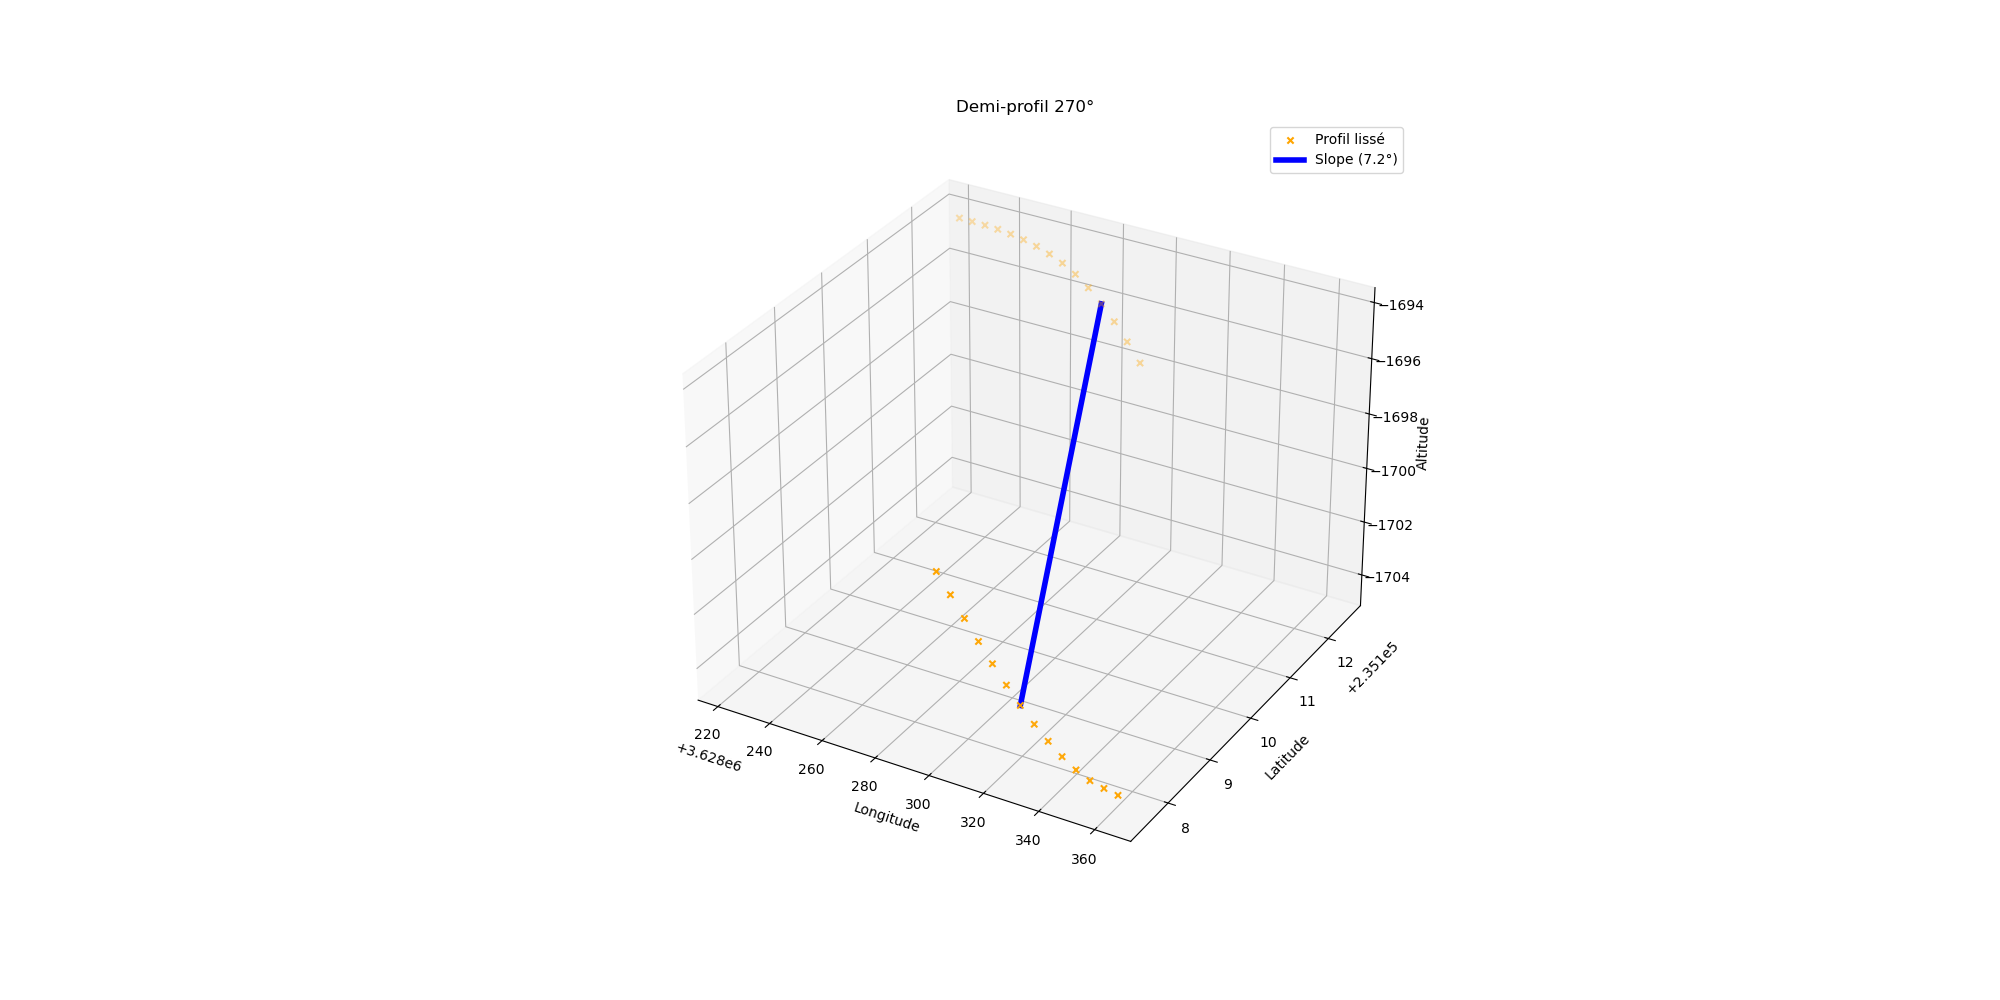 Demi-profil 270°
Profil lissé
Slope (7.2°)
−1694
−1696
−1698
−1700
−1702
−1704
Altitude
12
11
10
9
8
+2.351e5
Latitude
220
240
260
280
300
320
340
360
+3.628e6
Longitude